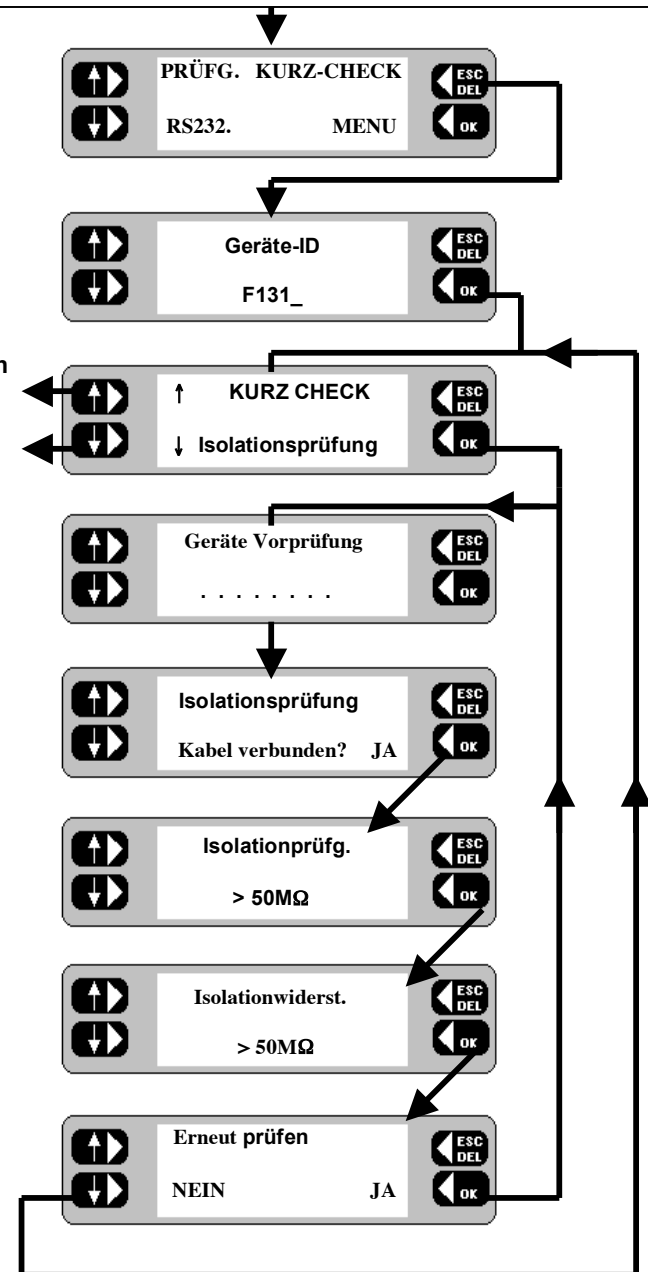 PRÜFG. KURZ-CHECK
ESC
DEL
RS232. MENU
OK
Geräte-ID
ESC
DEL
F131_
OK
n
↑ KURZ CHECK
ESC
DEL
↓ Isolationsprüfung
OK
Geräte Vorprüfung
ESC
DEL
. . . . . . . .
OK
Isolationsprüfung
ESC
DEL
Kabel verbunden? JA
OK
Isolationprüfg.
ESC
DEL
> 50MΩ
OK
Isolationwiderst.
ESC
DEL
> 50MΩ
OK
Erneut prüfen
ESC
DEL
NEIN JA
OK